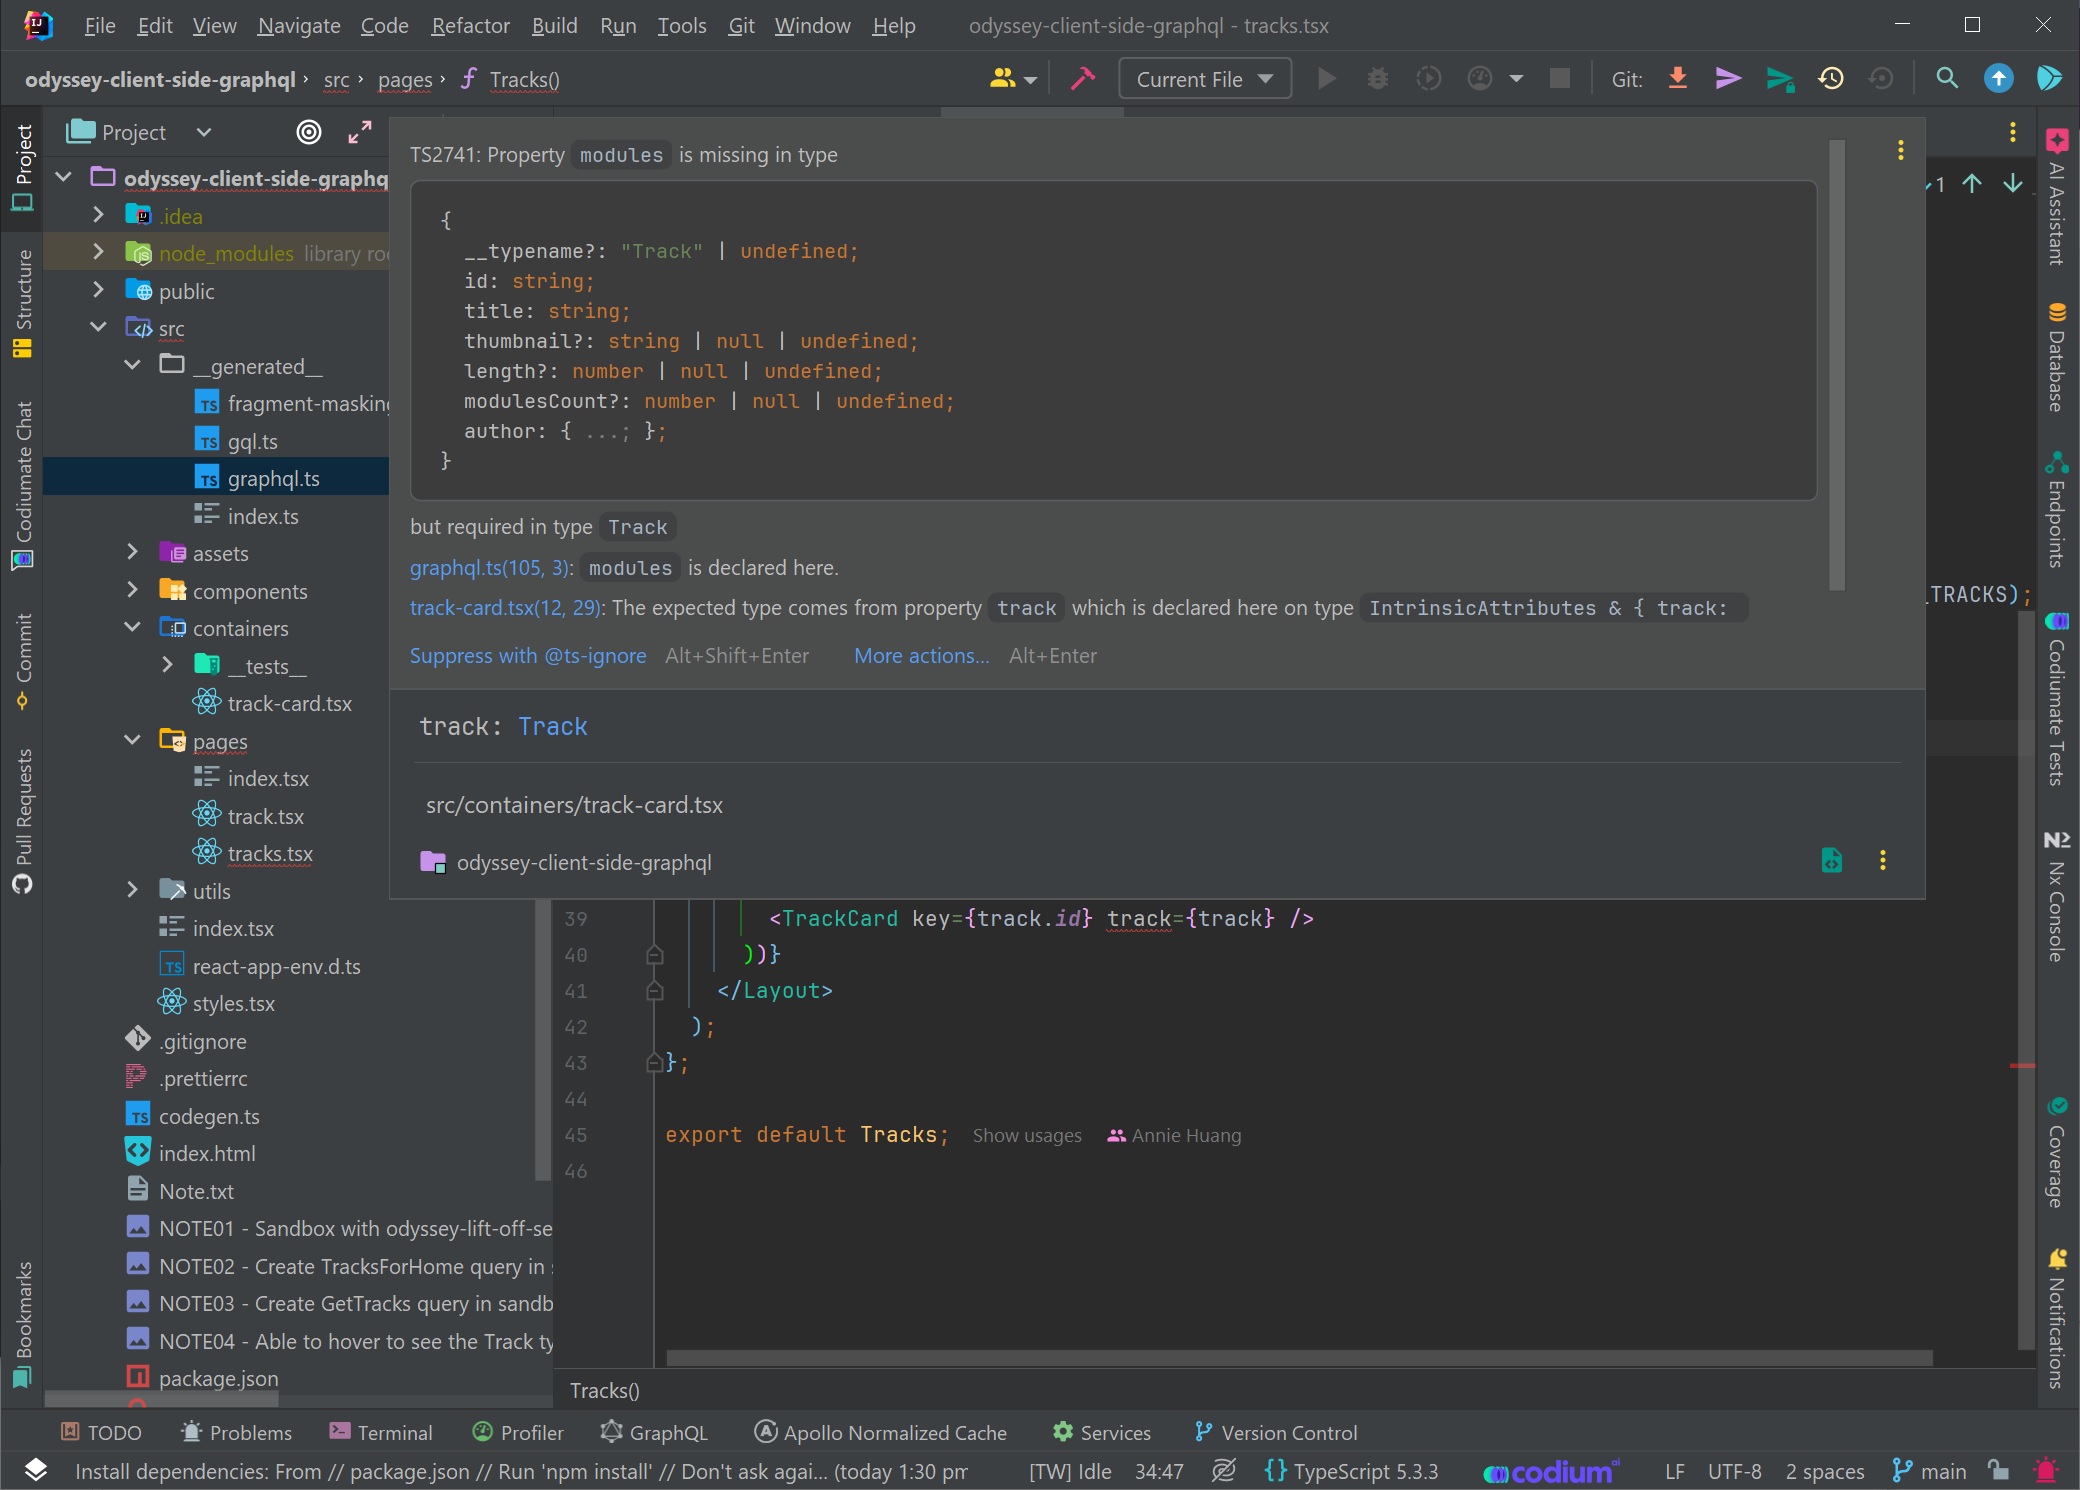 File Edit View Navigate Code Refactor Build Run Tools Git Window Help odyssey-client-side-graphql - tracks.tsx
odyssey-client-side-graphql › src › pages › Tracks()
Current File
Git:
Project
TS2741: Property modules is missing in type
{
__typename?: "Track" | undefined;
id: string;
title: string;
thumbnail?: string | null | undefined;
length?: number | null | undefined;
modulesCount?: number | null | undefined;
author: { ...; };
}
but required in type Track
graphql.ts(105, 3): modules is declared here.
track-card.tsx(12, 29): The expected type comes from property track which is declared here on type IntrinsicAttributes & { track:
Suppress with @ts-ignore Alt+Shift+Enter More actions... Alt+Enter
track: Track
src/containers/track-card.tsx
odyssey-client-side-graphql
1
_TRACKS);
odyssey-client-side-graphq
.idea
node_modules library ro
public
src
__generated__
fragment-masking
gql.ts
graphql.ts
index.ts
assets
components
containers
__tests__
track-card.tsx
pages
index.tsx
track.tsx
tracks.tsx
utils
index.tsx
react-app-env.d.ts
styles.tsx
.gitignore
.prettierrc
codegen.ts
index.html
Note.txt
NOTE01 - Sandbox with odyssey-lift-off-se
NOTE02 - Create TracksForHome query in s
NOTE03 - Create GetTracks query in sandb
NOTE04 - Able to hover to see the Track ty
package.json
39 <TrackCard key={track.id} track={track} />
40 ))}
41 </Layout>
42 );
43 };
44
45 export default Tracks; Show usages Annie Huang
46
Tracks()
Project
Structure
Codiumate Chat
Commit
Pull Requests
Bookmarks
AI Assistant
Database
Endpoints
Codiumate Tests
Nx Console
Coverage
Notifications
TODO Problems Terminal Profiler GraphQL Apollo Normalized Cache Services Version Control
Install dependencies: From // package.json // Run 'npm install' // Don't ask agai... (today 1:30 pm [TW] Idle 34:47 {} TypeScript 5.3.3 codium ai LF UTF-8 2 spaces main